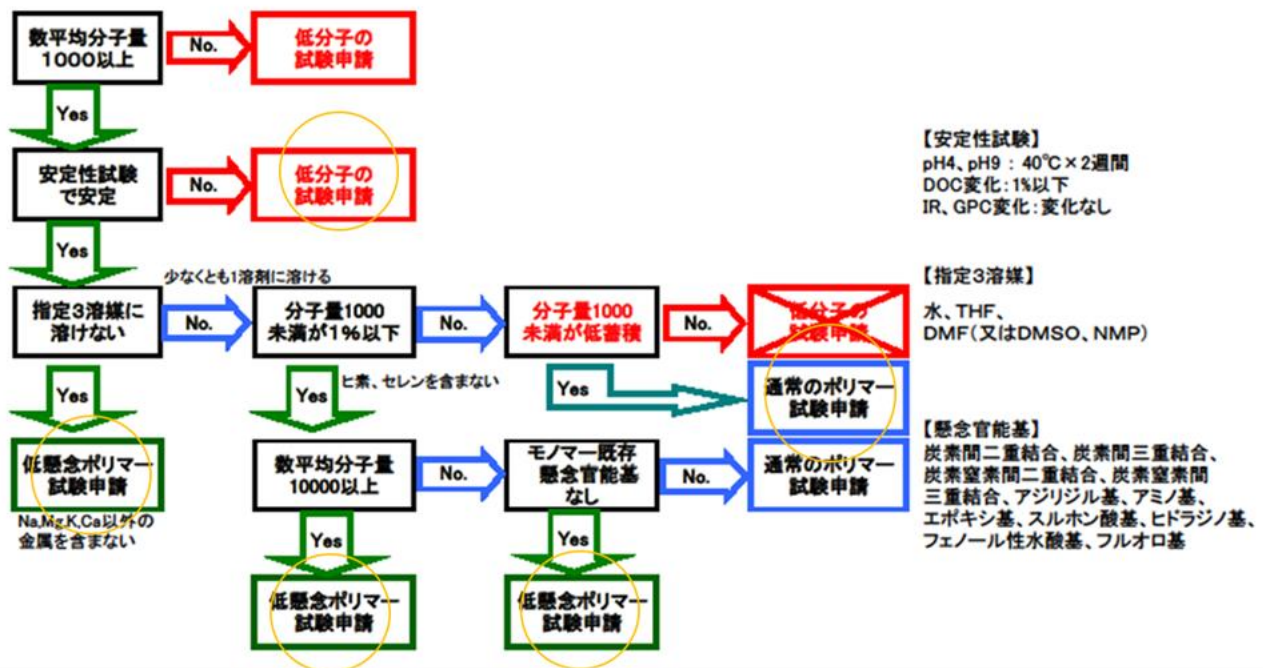 数平均分子量
1000以上
No.
低分子の
試験申請
Yes
安定性試験
で安定
No.
低分子の
試験申請
【安定性試験】
pH4、pH9 : 40℃×2週間
DOC変化:1%以下
IR、GPC変化:変化なし
Yes
少なくとも1溶剤に溶ける
指定3溶媒に
溶けない
No.
分子量1000
未満が1%以下
No.
分子量1000
未満が低蓄積
No.
低分子の
試験申請
【指定3溶媒】
水、THF、
DMF(又はDMSO、NMP)
Yes
Yes
ヒ素、セレンを含まない
Yes
通常のポリマー
試験申請
低懸念ポリマー
試験申請
Na,Mg,K,Ca以外の
金属を含まない
数平均分子量
10000以上
No.
モノマー既存
懸念官能基
なし
No.
通常のポリマー
試験申請
【懸念官能基】
炭素間二重結合、炭素間三重結合、
炭素窒素間二重結合、炭素窒素間
三重結合、アジリジル基、アミノ基、
エポキシ基、スルホン酸基、ヒドラジノ基、
フェノール性水酸基、フルオロ基
Yes
Yes
低懸念ポリマー
試験申請
低懸念ポリマー
試験申請